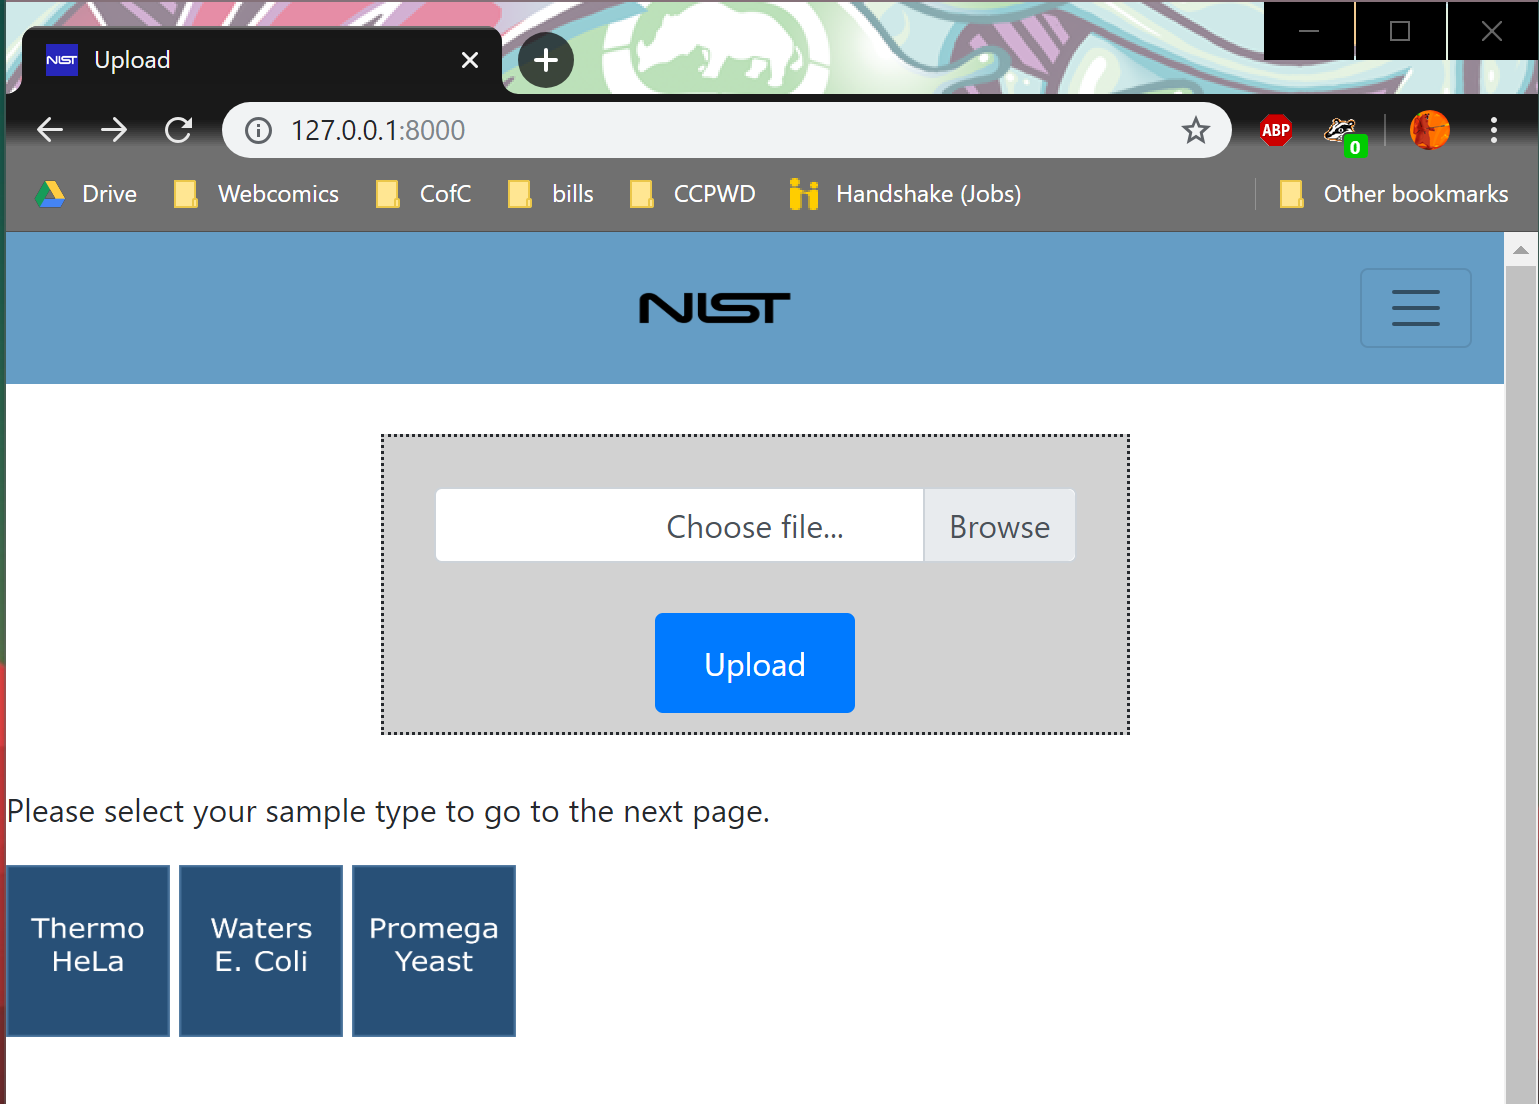 NIST Upload
127.0.0.1:8000
ABP
0
Drive Webcomics CofC bills CCPWD Handshake (Jobs) Other bookmarks
NIST
Choose file... Browse
Upload
Please select your sample type to go to the next page.
Thermo HeLa
Waters E. Coli
Promega Yeast